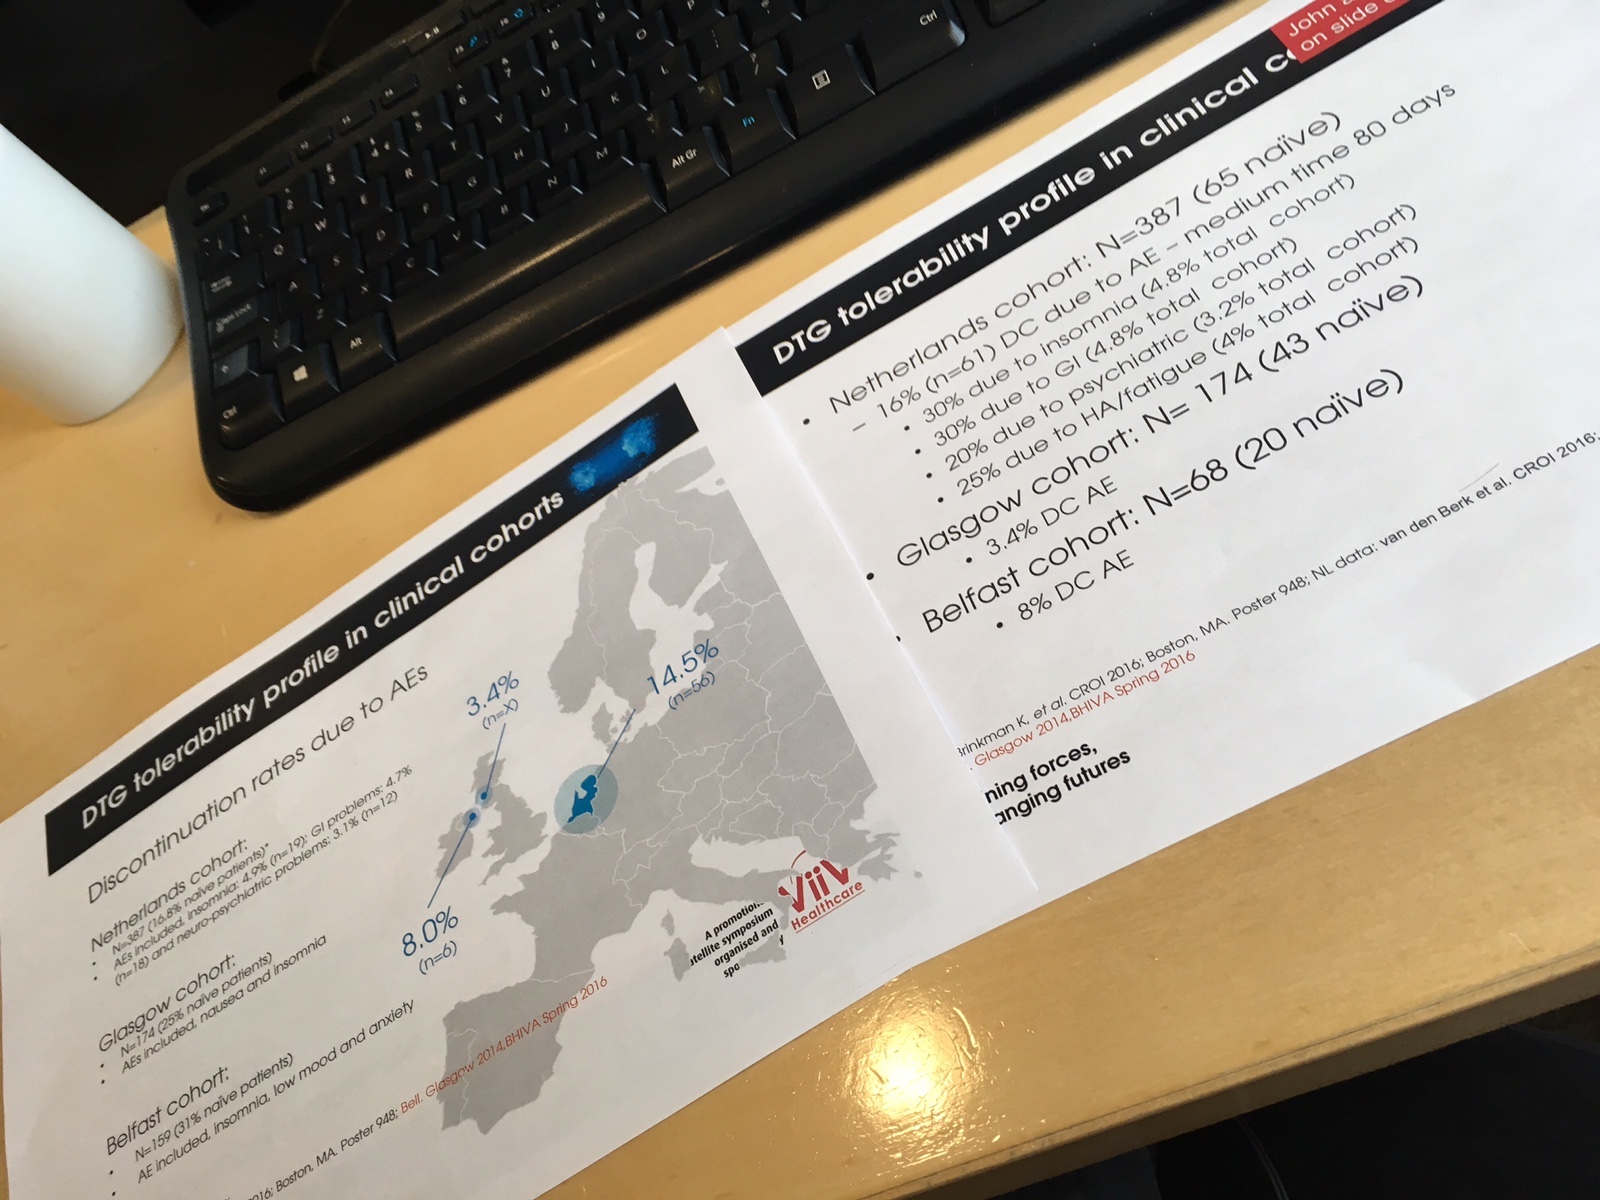 DTG tolerability profile in clinical cohorts
Discontinuation rates due to AEs
Netherlands cohort:
N=387 (16.8% naïve patients)*
AEs included, insomnia: 4.9% (n=19); GI problems: 4.7%
(n=18) and neuro-psychiatric problems: 3.1% (n=12)
Glasgow cohort:
N=174 (25% naïve patients)
AEs included, nausea and insomnia
Belfast cohort:
N=159 (31% naïve patients)
AE included, insomnia, low mood and anxiety
3.4%
(n=X)
14.5%
(n=56)
8.0%
(n=6)
Boston, MA. Poster 948; Bell. Glasgow 2014,BHIVA Spring 2016
A promotion
organised and
ViiV
Healthcare
John
on slide
DTG tolerability profile in clinical
• Netherlands cohort: N=387 (65 naïve)
– 16% (n=61) DC due to AE – medium time 80 days
• 30% due to insomnia (4.8% total cohort)
• 30% due to GI (4.8% total cohort)
• 20% due to psychiatric (3.2% total cohort)
• 25% due to HA/fatigue (4% total cohort)
• Glasgow cohort: N= 174 (43 naïve)
• 3.4% DC AE
• Belfast cohort: N=68 (20 naïve)
• 8% DC AE
Brinkman K, et al. CROI 2016; Boston, MA. Poster 948; NL data: van den Berk et al. CROI 2016;
Glasgow 2014,BHIVA Spring 2016
ning forces,
anging futures
Ctrl
Alt
Alt Gr
Fn
Ctrl